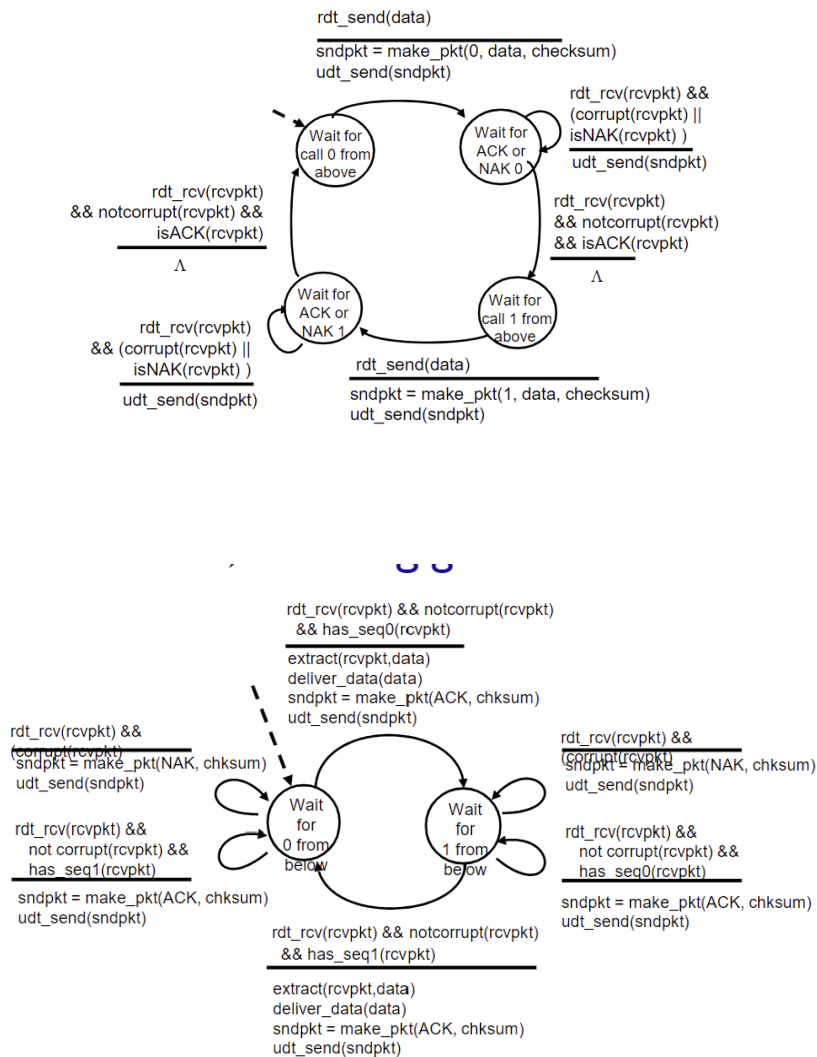 rdt_send(data)
sndpkt = make_pkt(0, data, checksum)
udt_send(sndpkt)
rdt_rcv(rcvpkt) &&
(corrupt(rcvpkt) ||
isNAK(rcvpkt) )
udt_send(sndpkt)
Wait for
call 0 from
above
Wait for
ACK or
NAK 0
rdt_rcv(rcvpkt)
&& notcorrupt(rcvpkt) &&
isACK(rcvpkt)
Λ
rdt_rcv(rcvpkt)
&& notcorrupt(rcvpkt)
&& isACK(rcvpkt)
Λ
Wait for
ACK or
NAK 1
Wait for
call 1 from
above
rdt_rcv(rcvpkt)
&& (corrupt(rcvpkt) ||
isNAK(rcvpkt) )
udt_send(sndpkt)
rdt_send(data)
sndpkt = make_pkt(1, data, checksum)
udt_send(sndpkt)
rdt_rcv(rcvpkt) && notcorrupt(rcvpkt)
&& has_seq0(rcvpkt)
extract(rcvpkt,data)
deliver_data(data)
sndpkt = make_pkt(ACK, chksum)
udt_send(sndpkt)
rdt_rcv(rcvpkt) &&
(corrupt(rcvpkt)
sndpkt = make_pkt(NAK, chksum)
udt_send(sndpkt)
rdt_rcv(rcvpkt) &&
not corrupt(rcvpkt) &&
has_seq1(rcvpkt)
sndpkt = make_pkt(ACK, chksum)
udt_send(sndpkt)
Wait
for
0 from
below
Wait
for
1 from
below
rdt_rcv(rcvpkt) &&
(corrupt(rcvpkt)
sndpkt = make_pkt(NAK, chksum)
udt_send(sndpkt)
rdt_rcv(rcvpkt) &&
not corrupt(rcvpkt) &&
has_seq0(rcvpkt)
sndpkt = make_pkt(ACK, chksum)
udt_send(sndpkt)
rdt_rcv(rcvpkt) && notcorrupt(rcvpkt)
&& has_seq1(rcvpkt)
extract(rcvpkt,data)
deliver_data(data)
sndpkt = make_pkt(ACK, chksum)
udt_send(sndpkt)